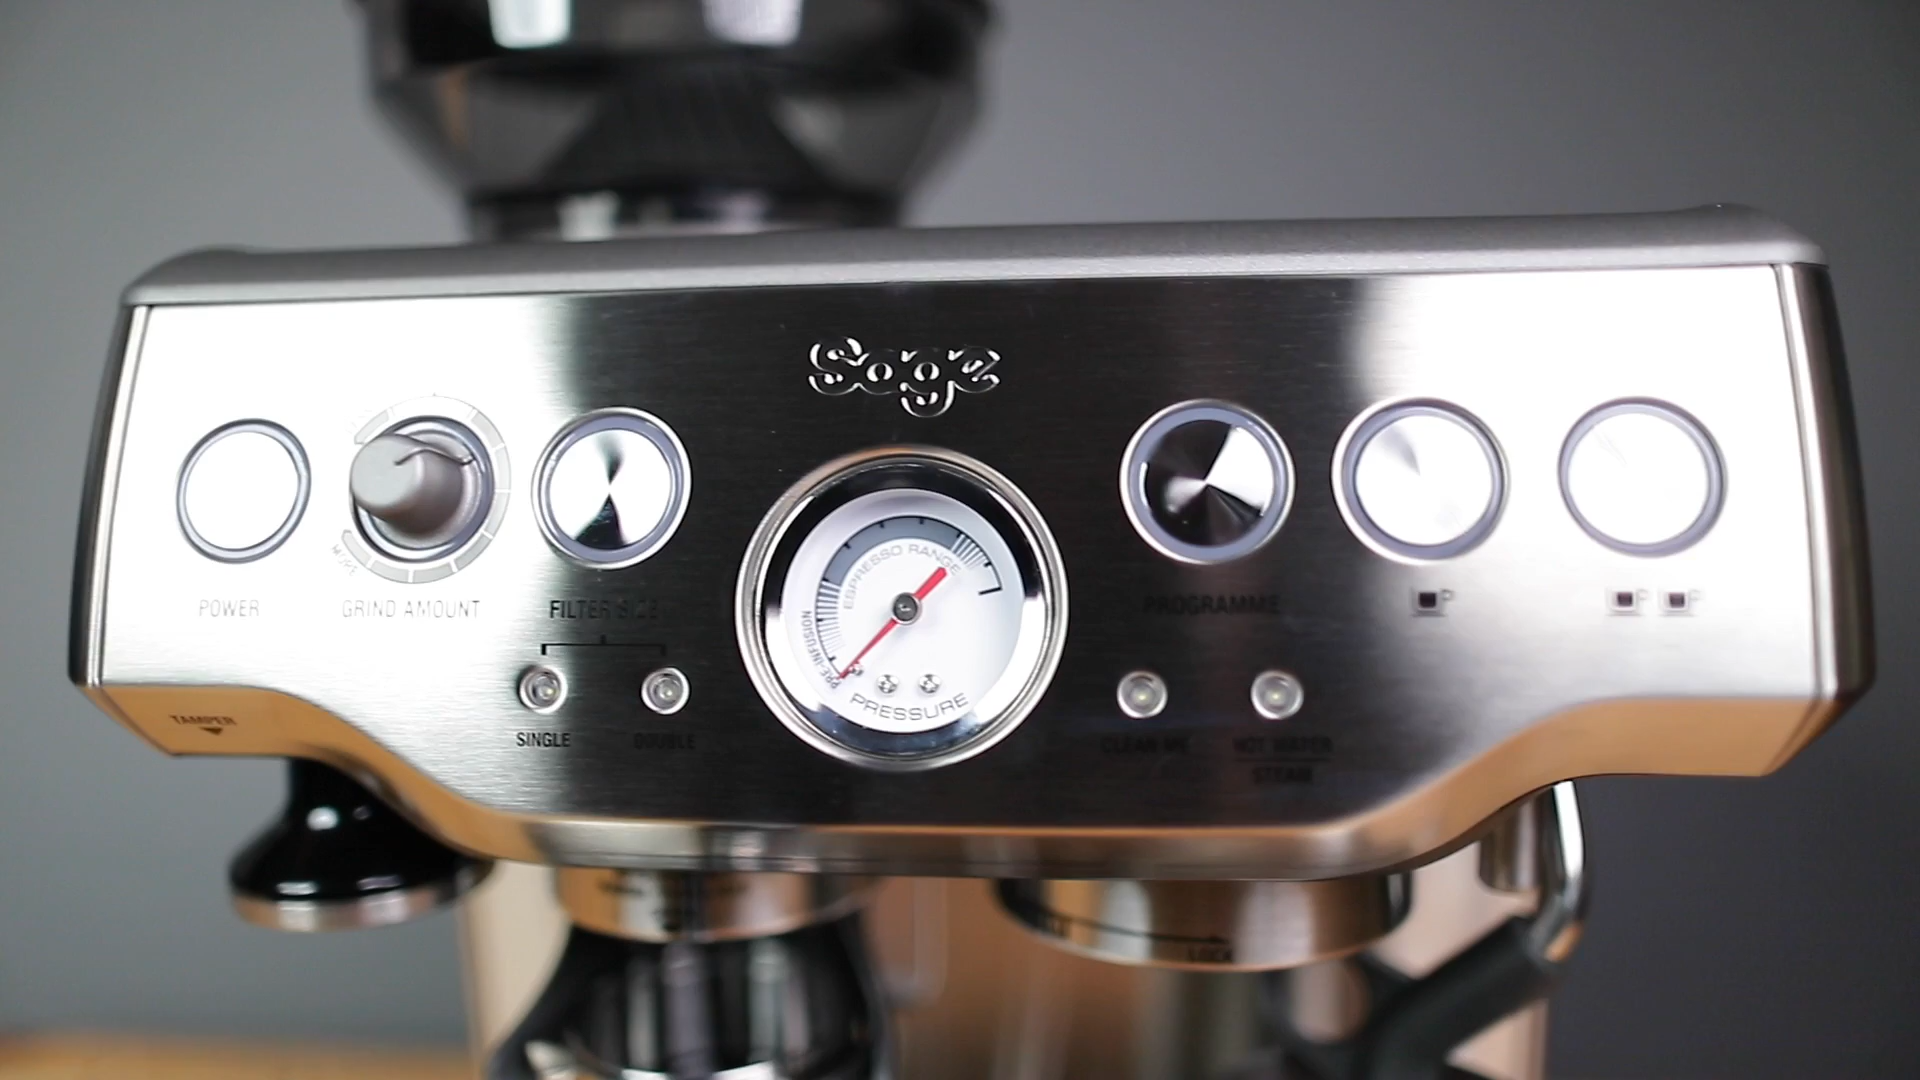 Sage
POWER
GRIND AMOUNT
FILTER SIZE
SINGLE
DOUBLE
ESPRESSO RANGE
PRE-INFUSION
PRESSURE
PROGRAMME
CLEAN ME
HOT WATER
STEAM
TAMPER
LOCK